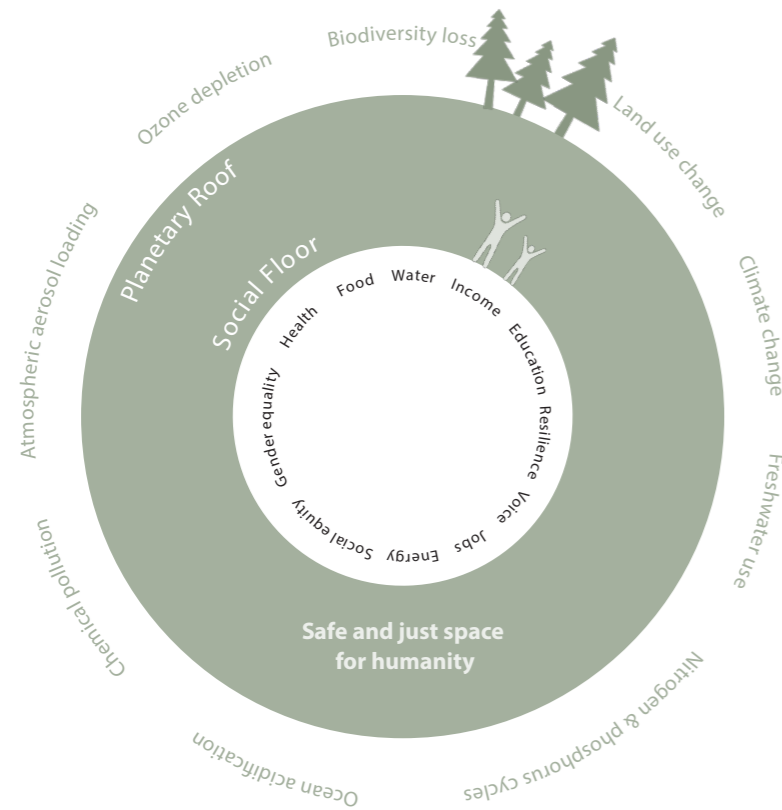 Biodiversity loss
Land use change
Climate change
Freshwater use
Nitrogen & phosphorus cycles
Ocean acidification
Chemical pollution
Atmospheric aerosol loading
Ozone depletion
Planetary Roof
Social Floor
Water
Income
Education
Resilience
Voice
Jobs
Energy
Social equity
Gender equality
Health
Food
Safe and just space
for humanity